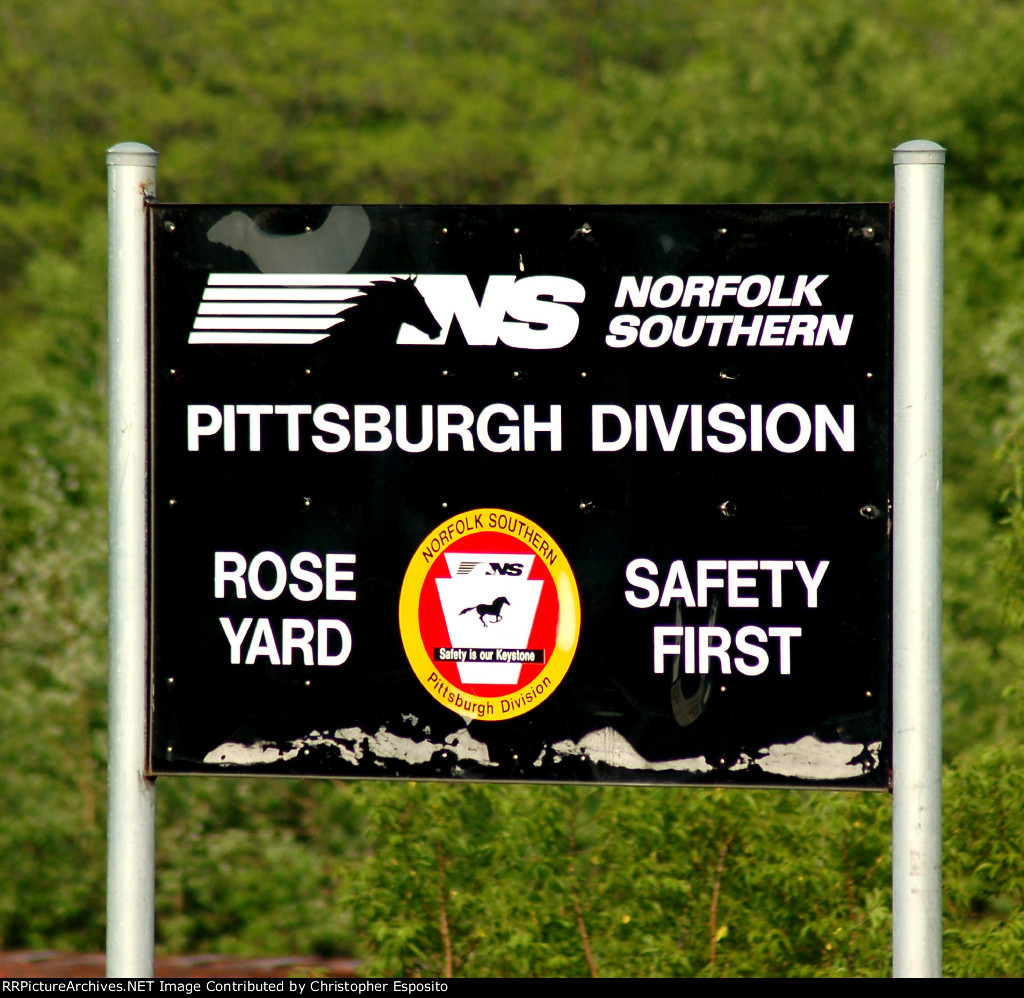 NS NORFOLK
SOUTHERN
PITTSBURGH DIVISION
ROSE
YARD
NORFOLK SOUTHERN
NS
Safety is our Keystone
Pittsburgh Division
SAFETY
FIRST
RRPictureArchives.NET Image Contributed by Christopher Esposito